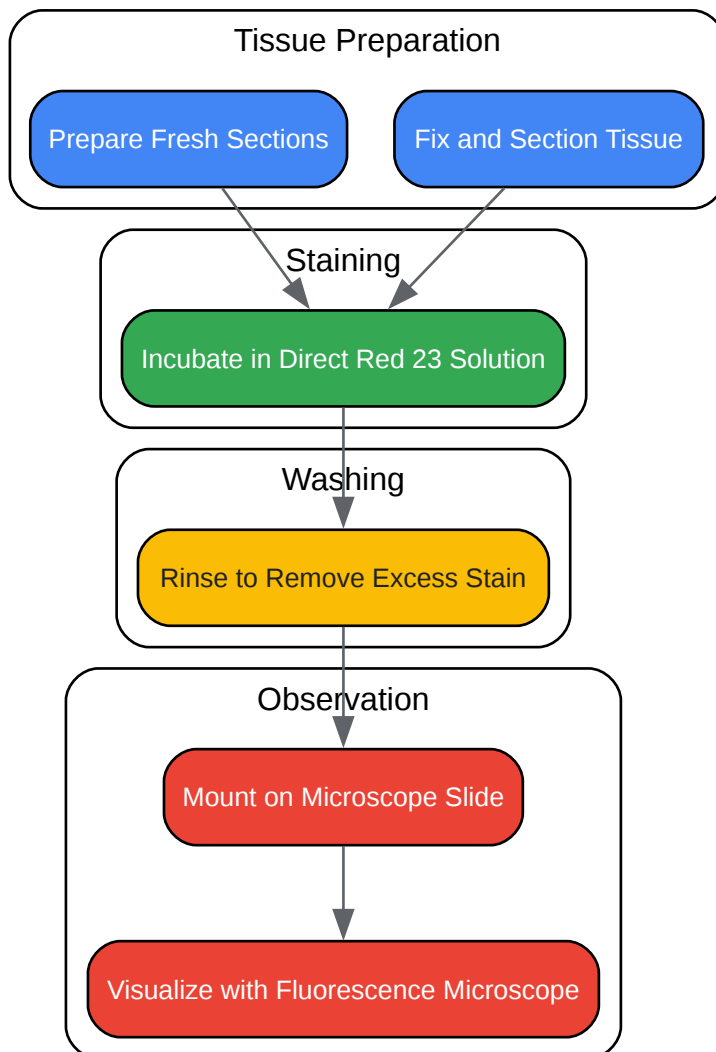 Tissue Preparation
Prepare Fresh Sections
Fix and Section Tissue
Staining
Incubate in Direct Red 23 Solution
Washing
Rinse to Remove Excess Stain
Observation
Mount on Microscope Slide
Visualize with Fluorescence Microscope